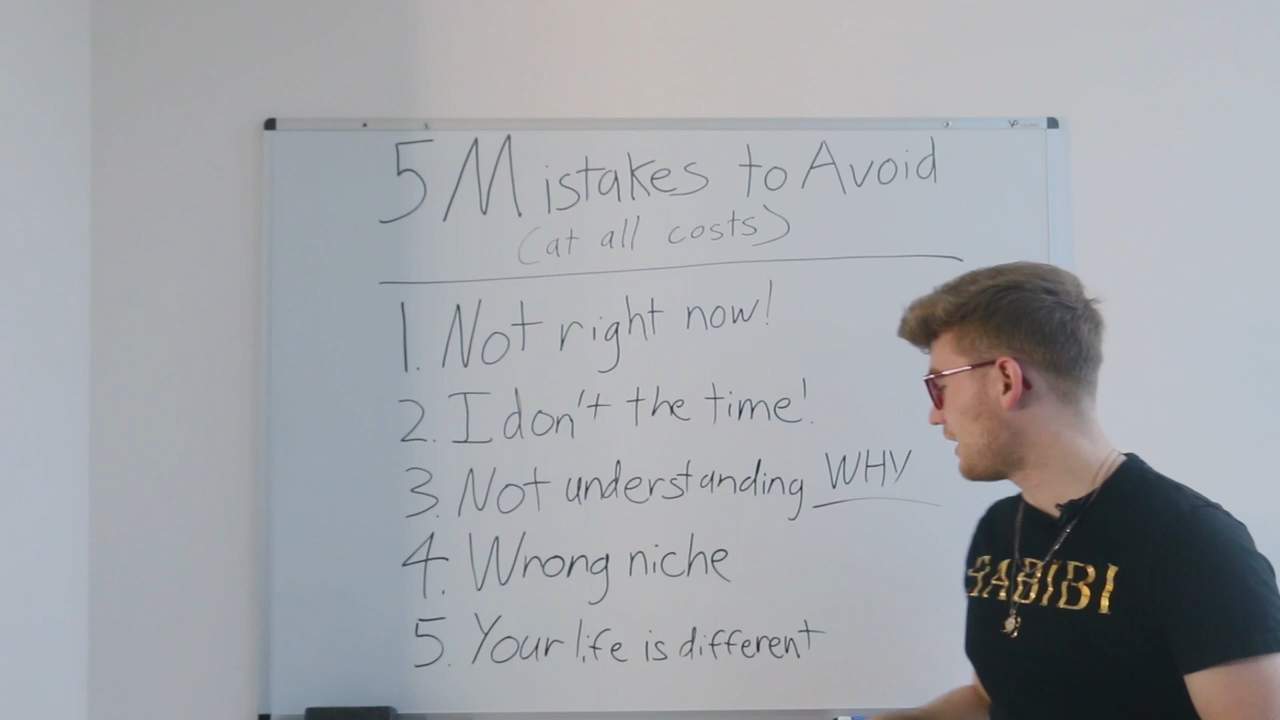 5 Mistakes to Avoid
(at all costs)
1. Not right now!
2. I don't the time!
3. Not understanding WHY
4. Wrong niche
5. Your life is different
HABIBI